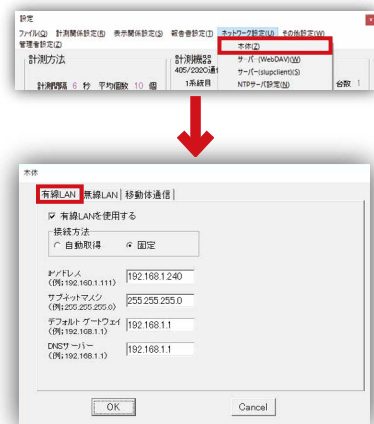 設定
ファイル(Q) 計測関係設定(R) 表示関係設定(S) 報告書設定(T) ネットワーク設定(U) その他設定(W)
管理者設定(Z)
本体(Z)
サーバ-(WebDAV)(W)
サーバー(slupclient)(S)
NTPサーバ設定(N)
計測方法
計測間隔 6 秒 平均個数 10 個
計測機器
405/2020通
1系統目
台数 1
本体
有線LAN 無線LAN 移動体通信
有線LANを使用する
接続方法
自動取得 固定
IPアドレス
(例;192.160.1.111) 192.168.1.240
サブネットマスク
(例;255.255.255.0) 255.255.255.0
デフォルト ゲートウェイ
(例;192.168.1.1) 192.168.1.1
DNSサーバー
(例;192.168.1.1) 192.168.1.1
OK Cancel